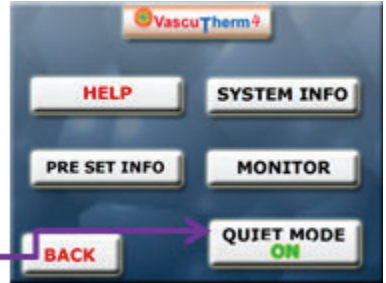 VascuTherm4
HELP
SYSTEM INFO
PRE SET INFO
MONITOR
BACK
QUIET MODE
ON